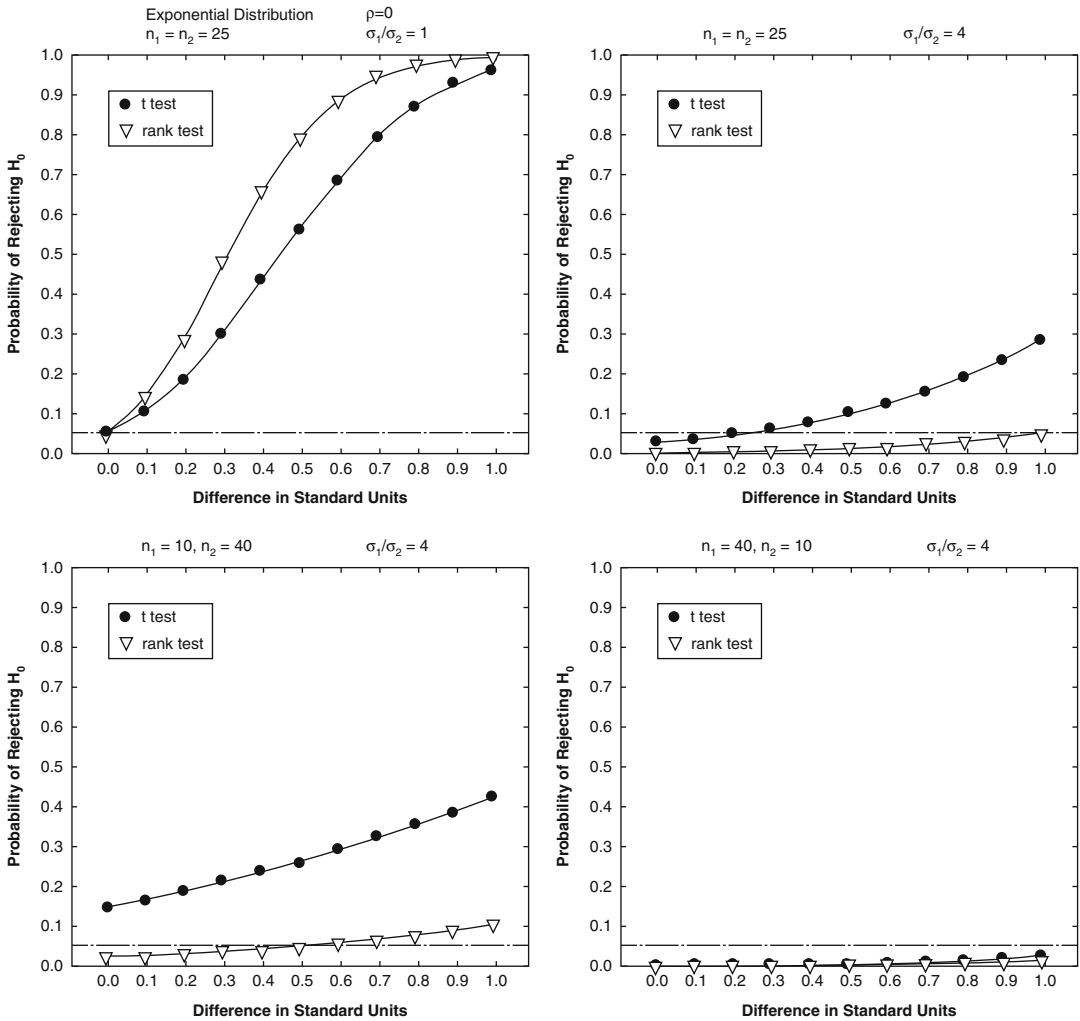 Exponential Distribution ρ=0
n₁ = n₂ = 25 σ₁/σ₂ = 1
1.0
0.9
0.8
0.7
0.6
0.5
0.4
0.3
0.2
0.1
0.0
Probability of Rejecting H₀
t test
rank test
0.0 0.1 0.2 0.3 0.4 0.5 0.6 0.7 0.8 0.9 1.0
Difference in Standard Units
n₁ = n₂ = 25 σ₁/σ₂ = 4
1.0
0.9
0.8
0.7
0.6
0.5
0.4
0.3
0.2
0.1
0.0
Probability of Rejecting H₀
t test
rank test
0.0 0.1 0.2 0.3 0.4 0.5 0.6 0.7 0.8 0.9 1.0
Difference in Standard Units
n₁ = 10, n₂ = 40 σ₁/σ₂ = 4
1.0
0.9
0.8
0.7
0.6
0.5
0.4
0.3
0.2
0.1
0.0
Probability of Rejecting H₀
t test
rank test
0.0 0.1 0.2 0.3 0.4 0.5 0.6 0.7 0.8 0.9 1.0
Difference in Standard Units
n₁ = 40, n₂ = 10 σ₁/σ₂ = 4
1.0
0.9
0.8
0.7
0.6
0.5
0.4
0.3
0.2
0.1
0.0
Probability of Rejecting H₀
t test
rank test
0.0 0.1 0.2 0.3 0.4 0.5 0.6 0.7 0.8 0.9 1.0
Difference in Standard Units